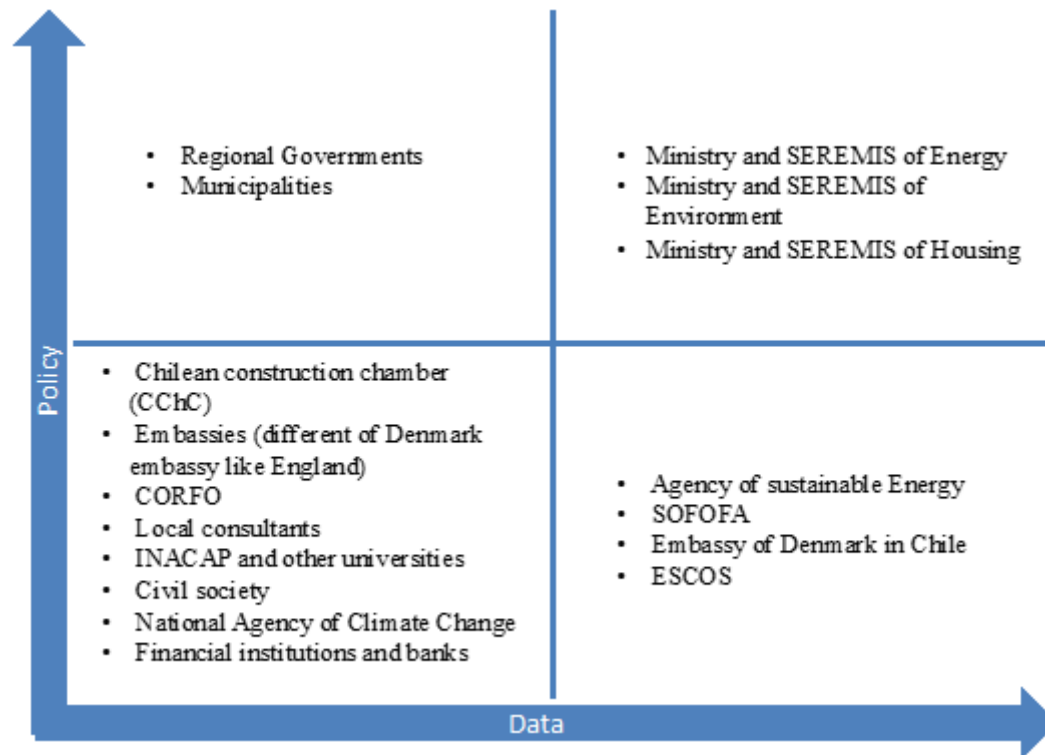 • Regional Governments
• Municipalities
• Ministry and SEREMIS of Energy
• Ministry and SEREMIS of
Environment
• Ministry and SEREMIS of Housing
Policy
• Chilean construction chamber
(CChC)
• Embassies (different of Denmark
embassy like England)
• CORFO
• Local consultants
• INACAP and other universities
• Civil society
• National Agency of Climate Change
• Financial institutions and banks
• Agency of sustainable Energy
• SOFOFA
• Embassy of Denmark in Chile
• ESCOS
Data